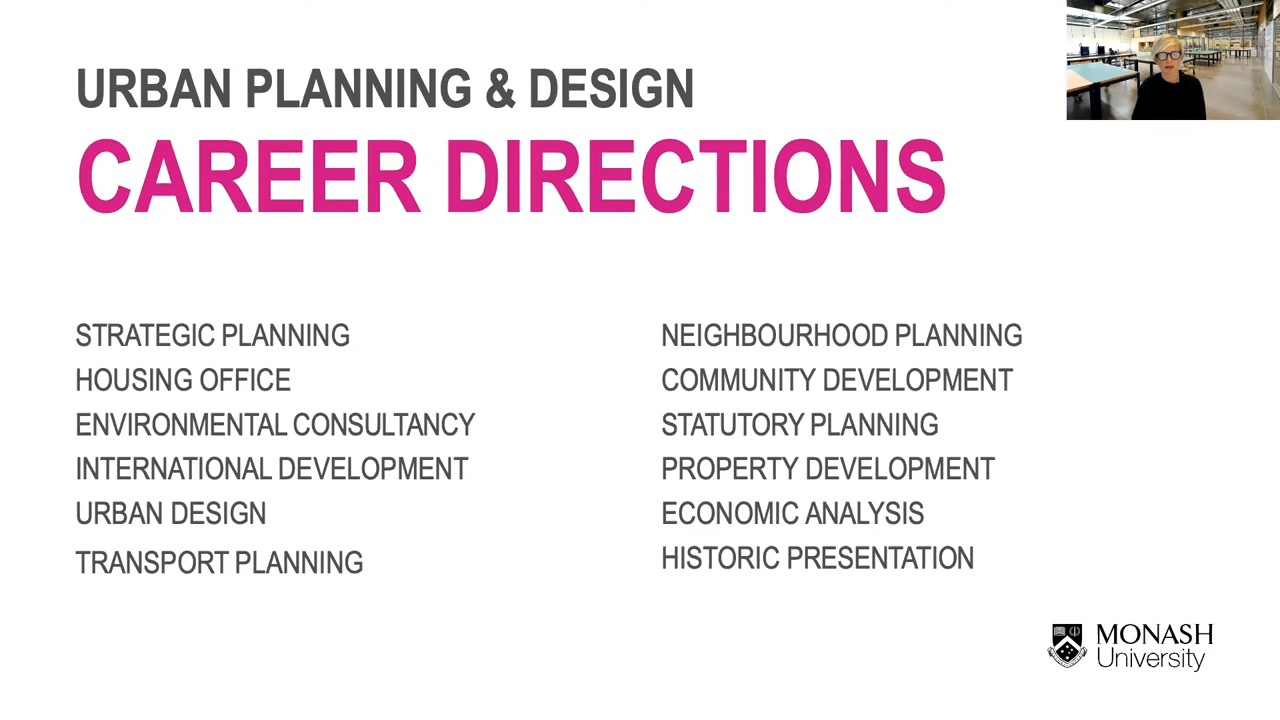 URBAN PLANNING & DESIGN
CAREER DIRECTIONS
STRATEGIC PLANNING
HOUSING OFFICE
ENVIRONMENTAL CONSULTANCY
INTERNATIONAL DEVELOPMENT
URBAN DESIGN
TRANSPORT PLANNING
NEIGHBOURHOOD PLANNING
COMMUNITY DEVELOPMENT
STATUTORY PLANNING
PROPERTY DEVELOPMENT
ECONOMIC ANALYSIS
HISTORIC PRESENTATION
MONASH
University